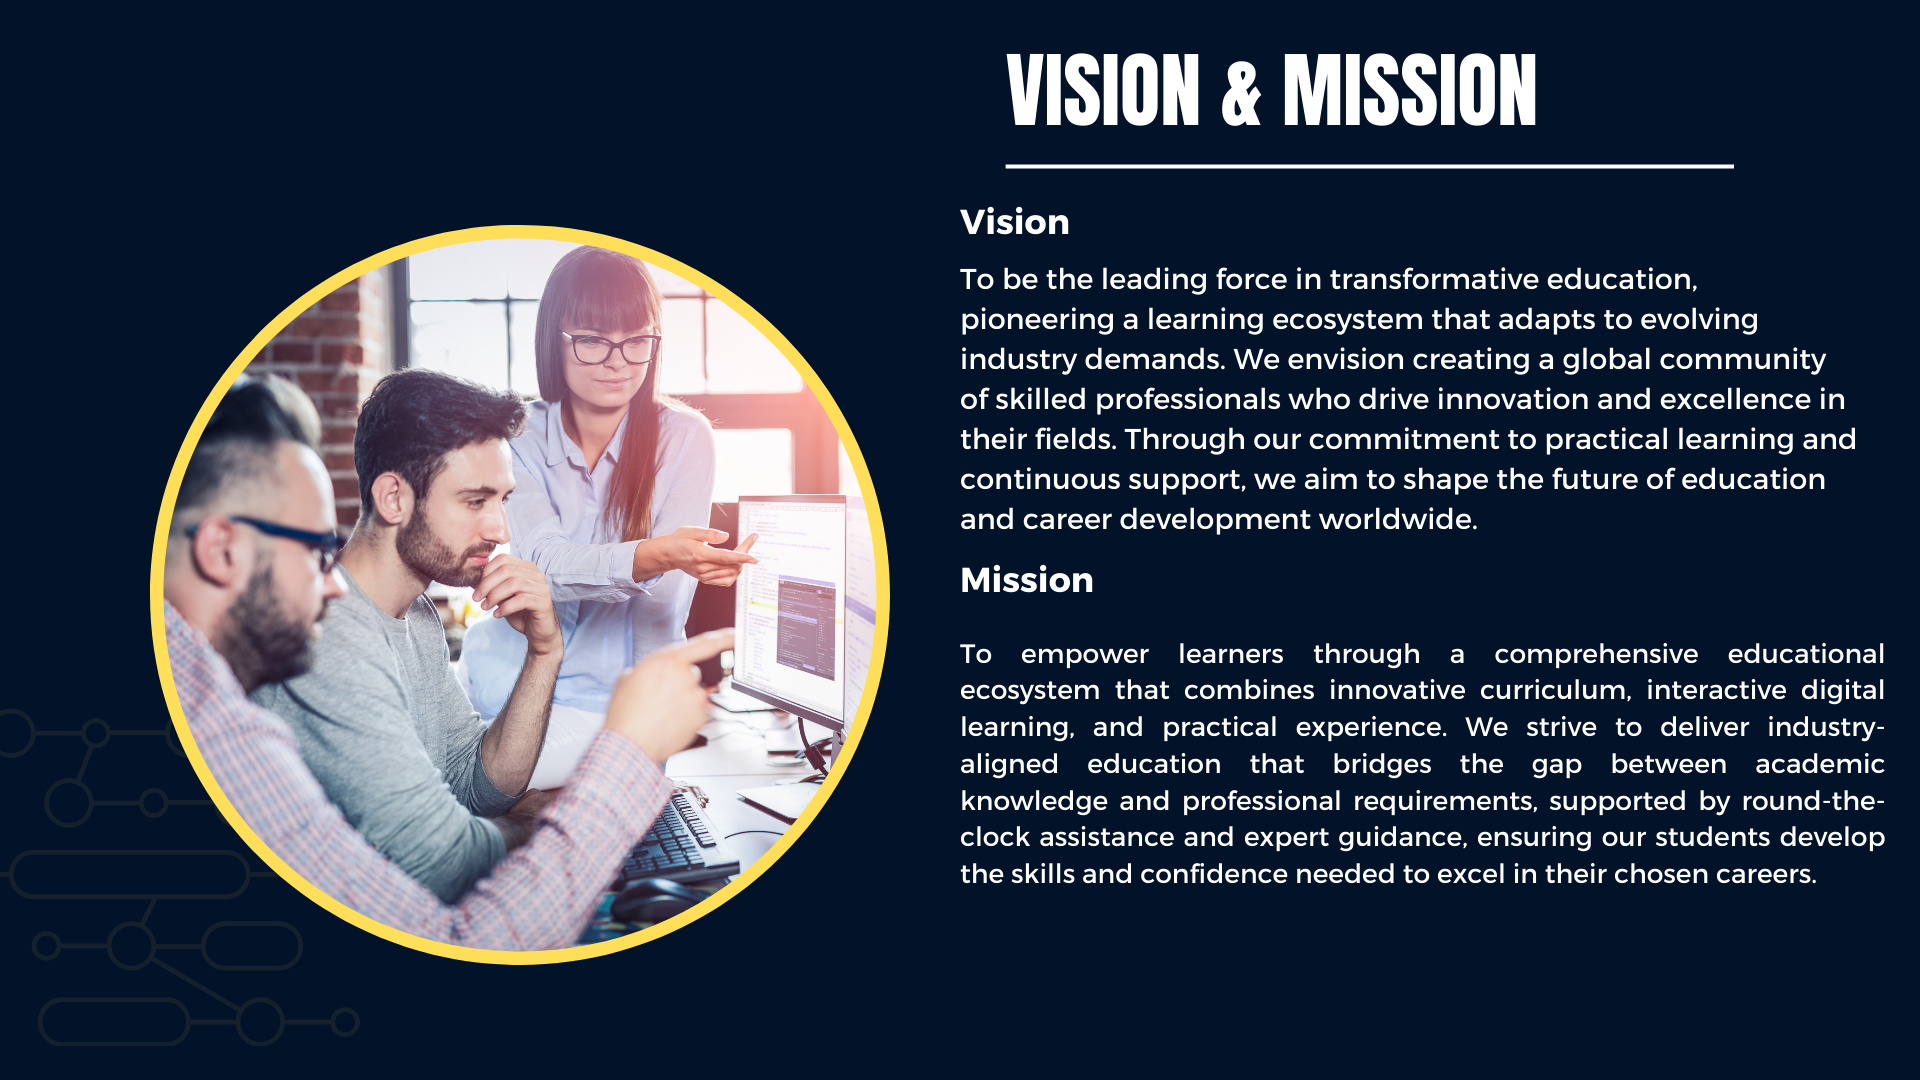 VISION & MISSION
Vision
To be the leading force in transformative education,
pioneering a learning ecosystem that adapts to evolving
industry demands. We envision creating a global community
of skilled professionals who drive innovation and excellence in
their fields. Through our commitment to practical learning and
continuous support, we aim to shape the future of education
and career development worldwide.
Mission
To empower learners through a comprehensive educational
ecosystem that combines innovative curriculum, interactive digital
learning, and practical experience. We strive to deliver industry-
aligned education that bridges the gap between academic
knowledge and professional requirements, supported by round-the-
clock assistance and expert guidance, ensuring our students develop
the skills and confidence needed to excel in their chosen careers.